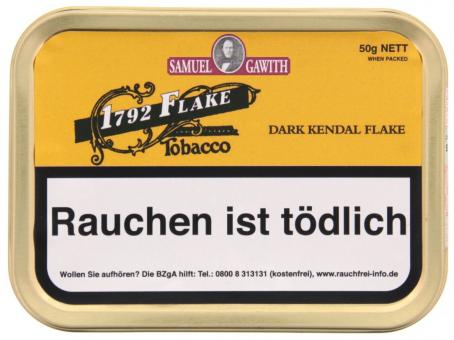 SAMUEL GAWITH
50g NETT
WHEN PACKED
1792 FLAKE
Tobacco
DARK KENDAL FLAKE
Rauchen ist tödlich
Wollen Sie aufhören? Die BZgA hilft: Tel.: 0800 8 313131 (kostenfrei), www.rauchfrei-info.de